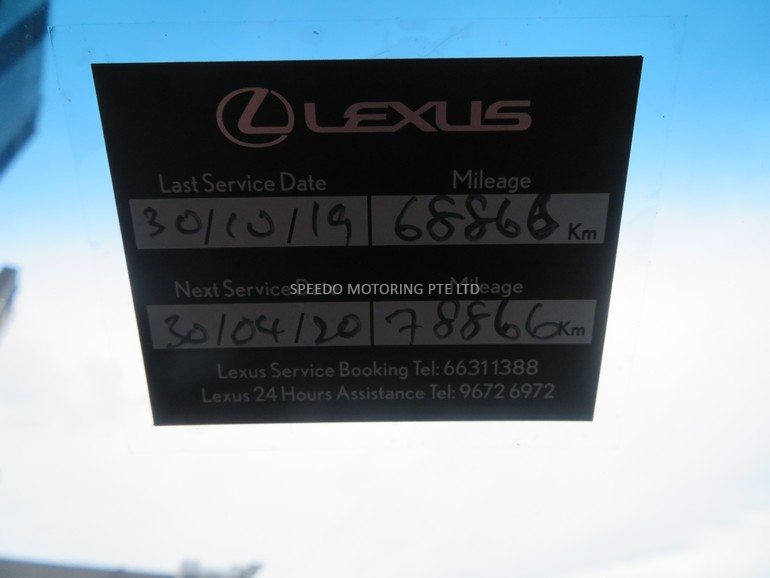 LEXUS
Last Service Date Mileage
30/10/19 68866 Km
Next Service Date Mileage
SPEEDO MOTORING PTE LTD
30/04/20 78866 Km
Lexus Service Booking Tel: 66311388
Lexus 24 Hours Assistance Tel: 9672 6972